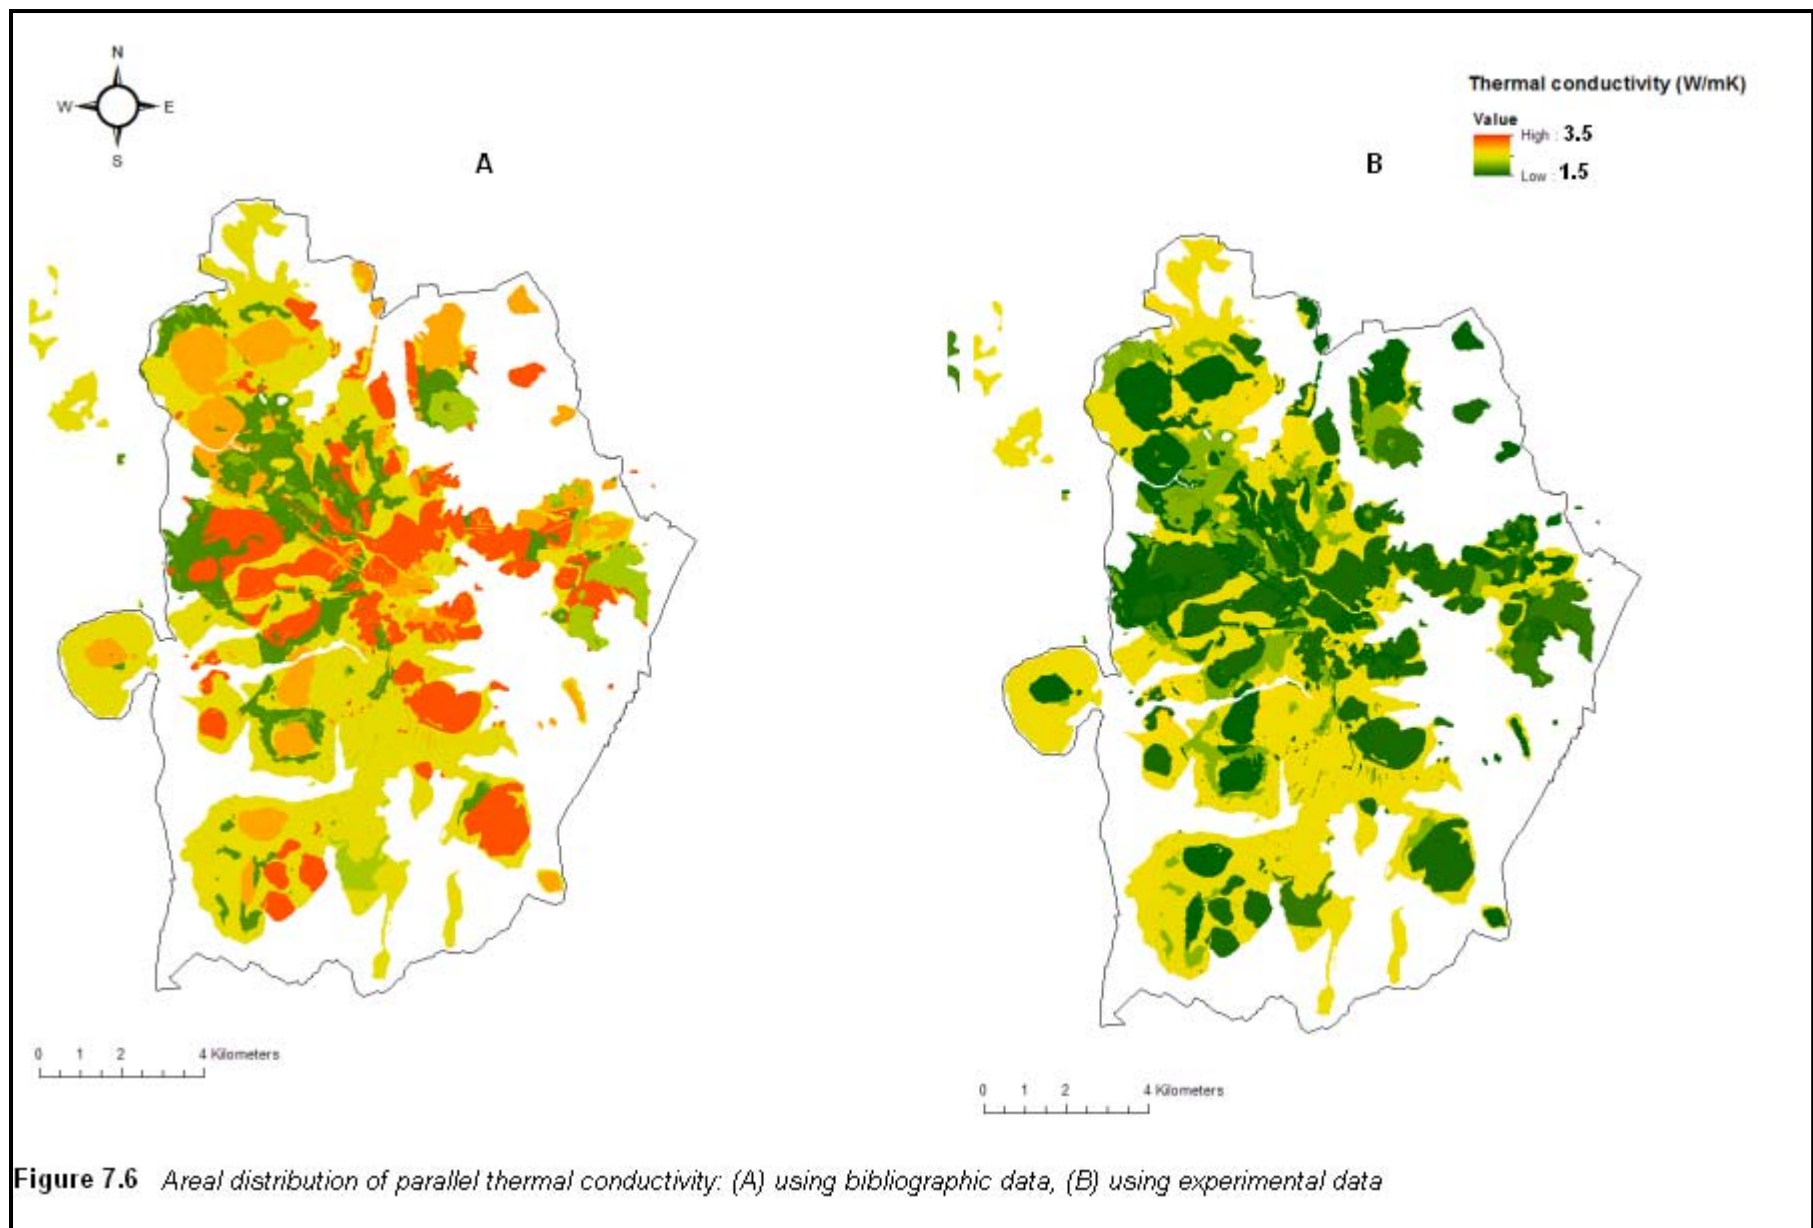 N
W E
S
A
B
Thermal conductivity (W/mK)
Value
High : 3.5
Low : 1.5
0 1 2 4 Kilometers
0 1 2 4 Kilometers
Figure 7.6 Areal distribution of parallel thermal conductivity: (A) using bibliographic data, (B) using experimental data